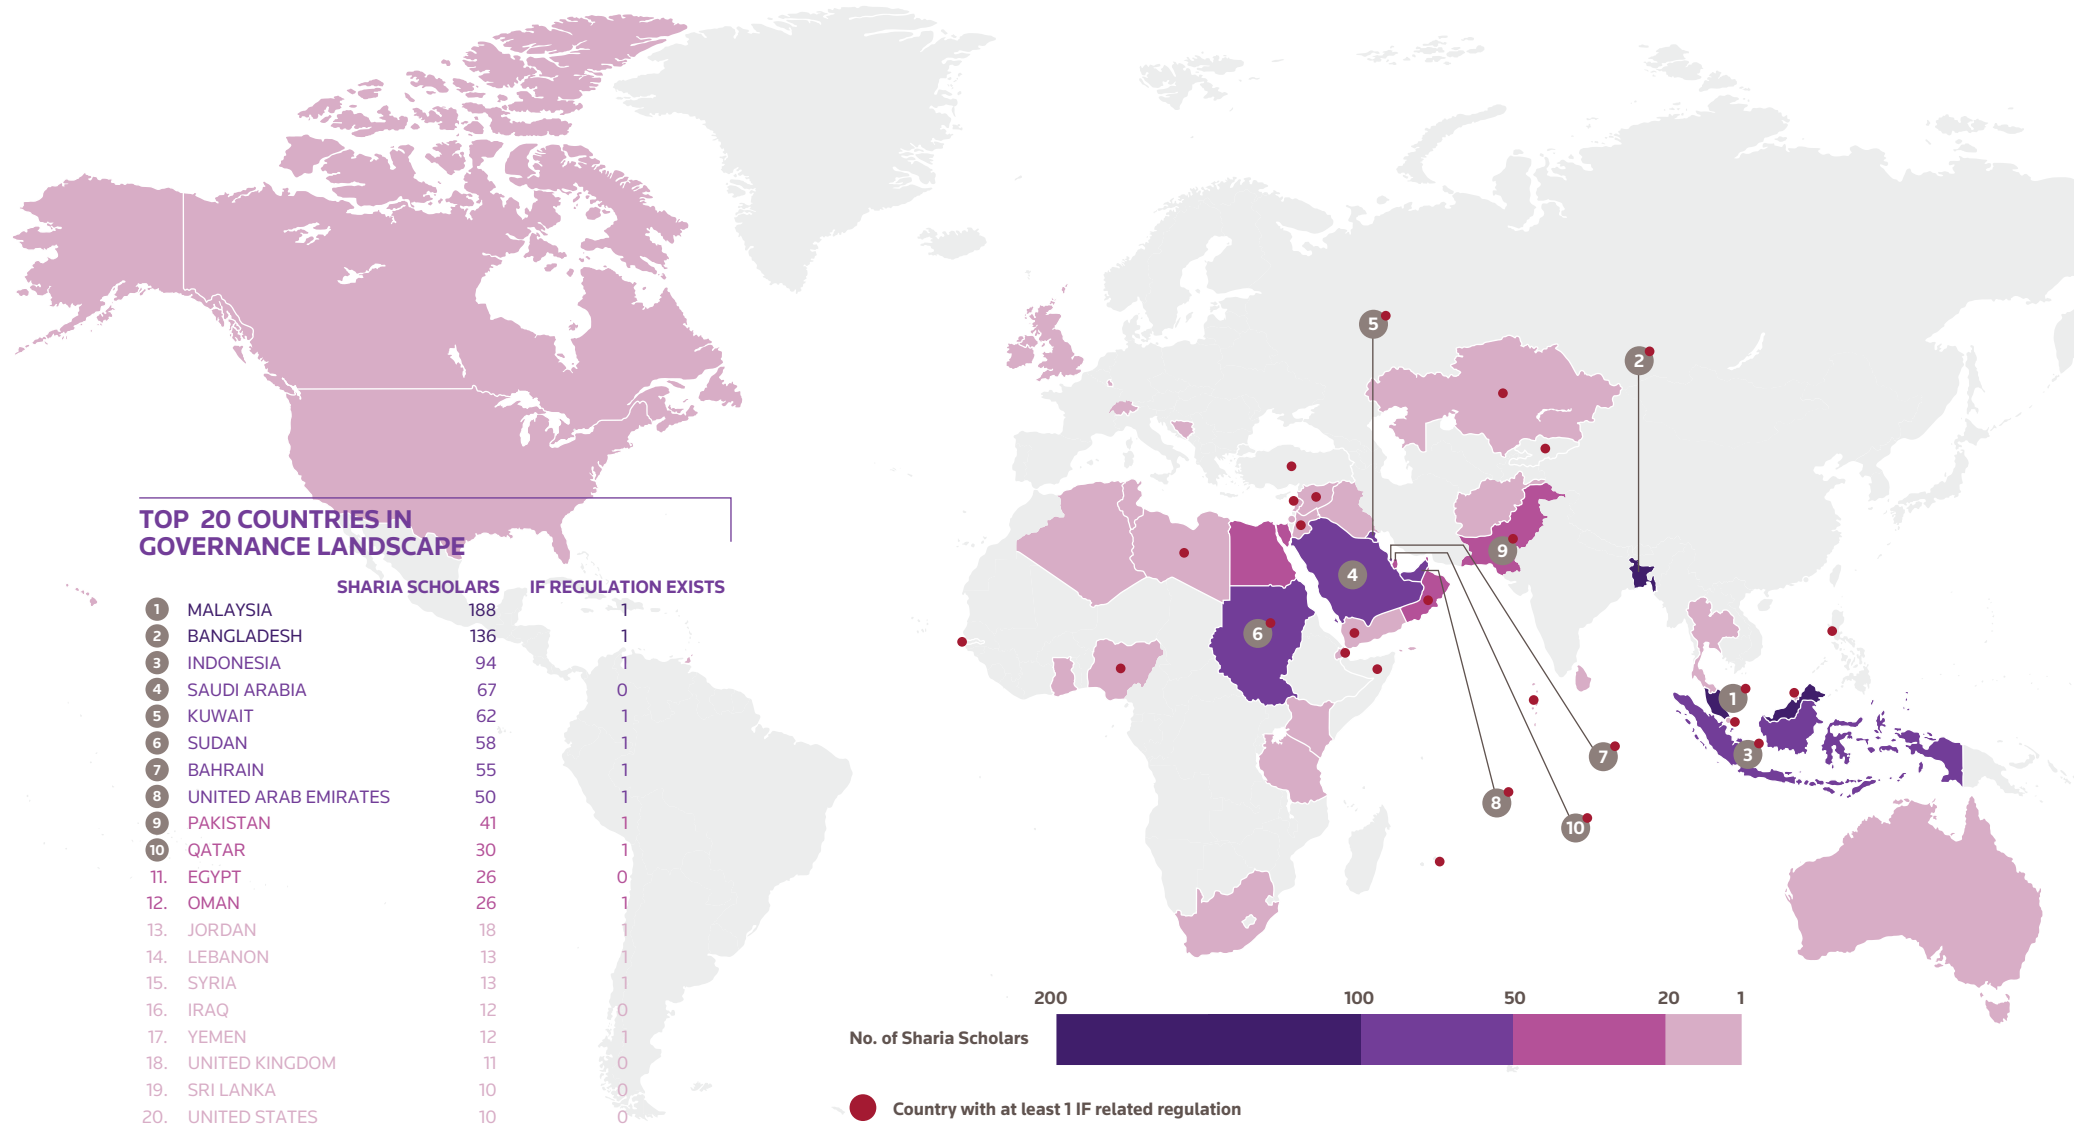 TOP 20 COUNTRIES IN
GOVERNANCE LANDSCAPE
SHARIA SCHOLARS IF REGULATION EXISTS
1 MALAYSIA 188 1
2 BANGLADESH 136 1
3 INDONESIA 94 1
4 SAUDI ARABIA 67 0
5 KUWAIT 62 1
6 SUDAN 58 1
7 BAHRAIN 55 1
8 UNITED ARAB EMIRATES 50 1
9 PAKISTAN 41 1
10 QATAR 30 1
11. EGYPT 26 0
12. OMAN 26 1
13. JORDAN 18 1
14. LEBANON 13 1
15. SYRIA 13 1
16. IRAQ 12 0
17. YEMEN 12 1
18. UNITED KINGDOM 11 0
19. SRI LANKA 10 0
20. UNITED STATES 10 0
5
2
9
4
6
1
3
7
8
10
200 100 50 20 1
No. of Sharia Scholars
Country with at least 1 IF related regulation